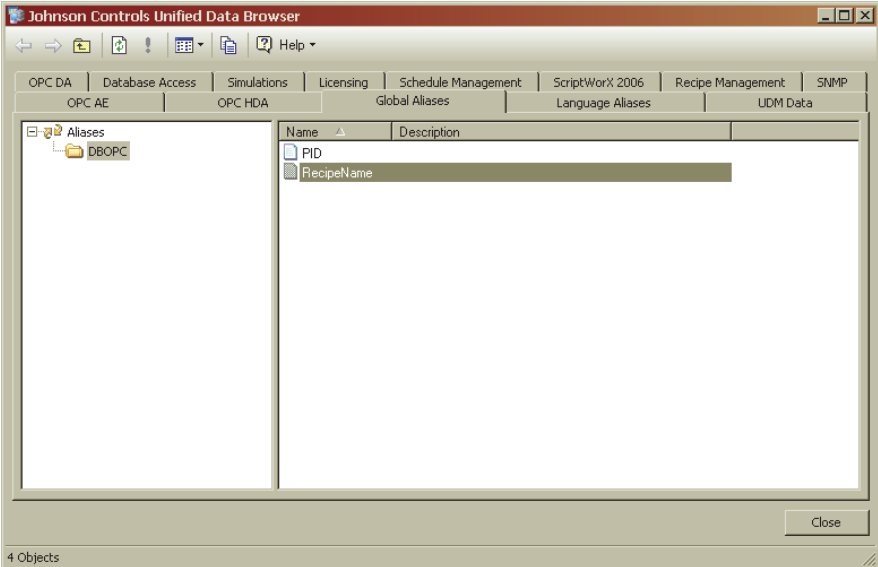 Johnson Controls Unified Data Browser
Help
OPC DA Database Access Simulations Licensing Schedule Management ScriptWorX 2006 Recipe Management SNMP
OPC AE OPC HDA Global Aliases Language Aliases UDM Data
Aliases
DBOPC
Name Description
PID
RecipeName
Close
4 Objects